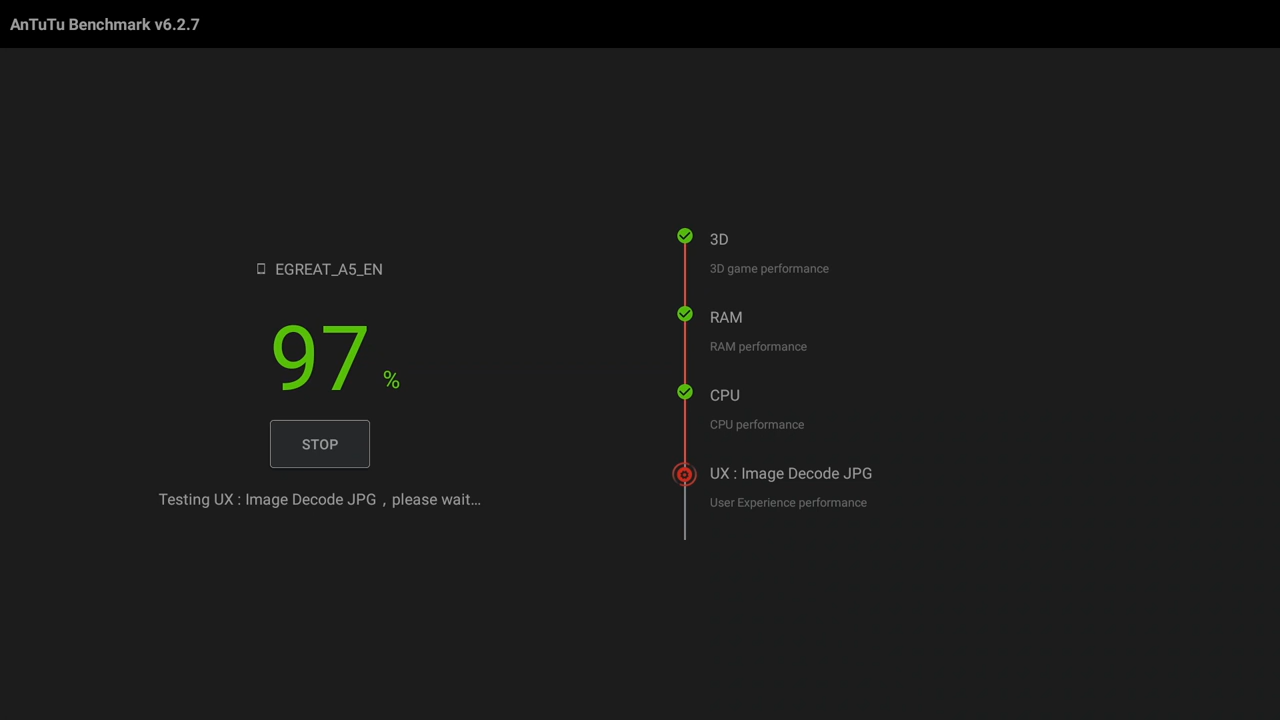 AnTuTu Benchmark v6.2.7
EGREAT_A5_EN
97 %
STOP
Testing UX : Image Decode JPG , please wait...
3D
3D game performance
RAM
RAM performance
CPU
CPU performance
UX : Image Decode JPG
User Experience performance